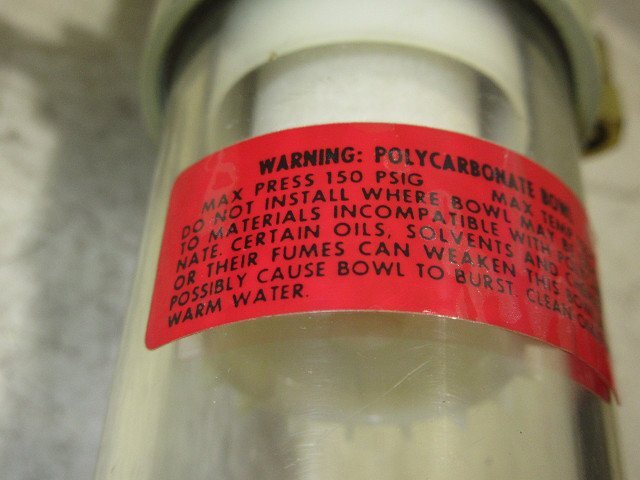 WARNING: POLYCARBONATE BOWL
MAX PRESS 150 PSIG MAX TEMP
DO NOT INSTALL WHERE BOWL MAY BE
TO MATERIALS INCOMPATIBLE WITH
NATE. CERTAIN OILS, SOLVENTS AND
OR THEIR FUMES CAN WEAKEN THIS
POSSIBLY CAUSE BOWL TO BURST. CLEAN
WARM WATER.